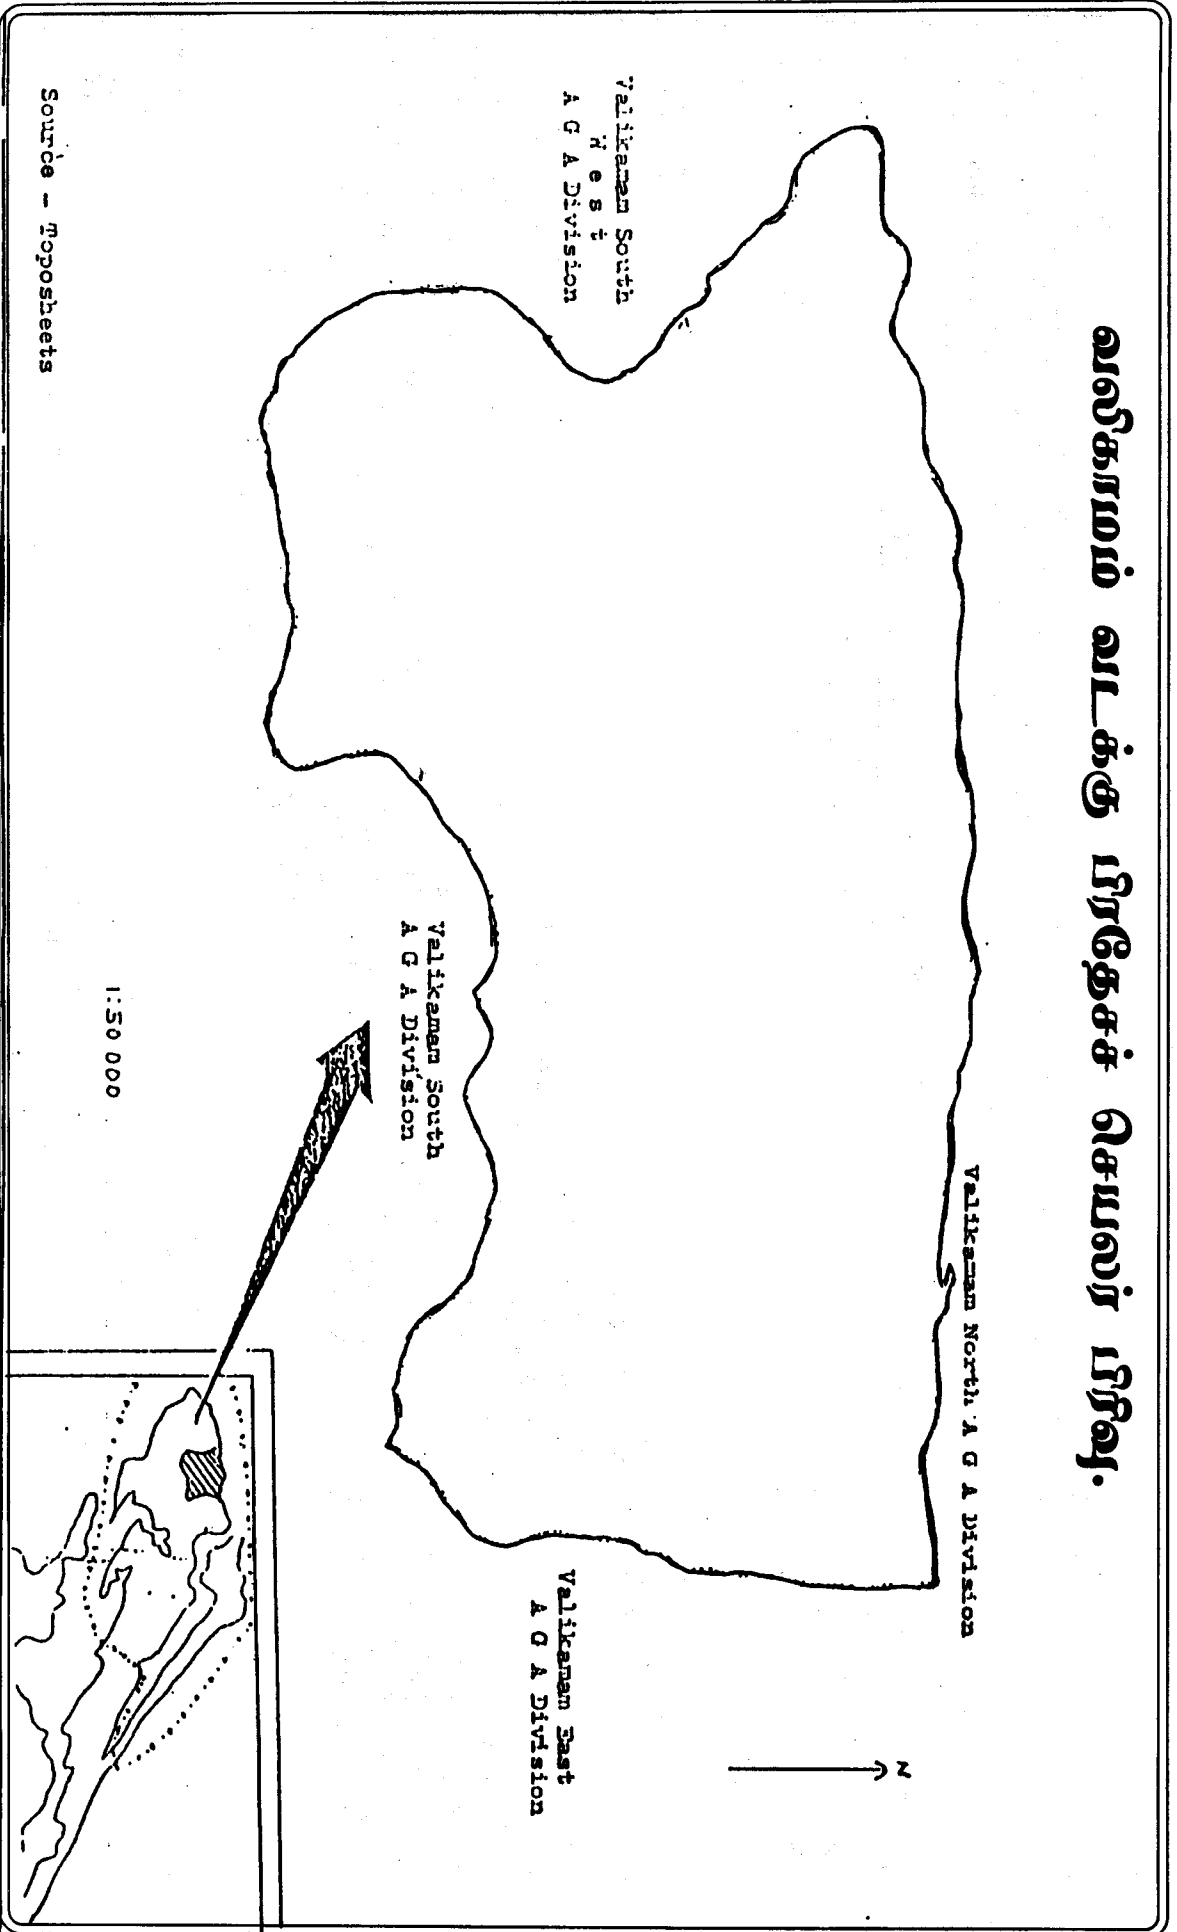 வலிகாமம் வடக்கு பிரதேசச் செயலர் பிரிவு.
Valikamam North A G A Division
N
Valikamam South
West
A G A Division
Valikamam East
A G A Division
Valikamam South
A G A Division
1:50 000
Source - Toposheets